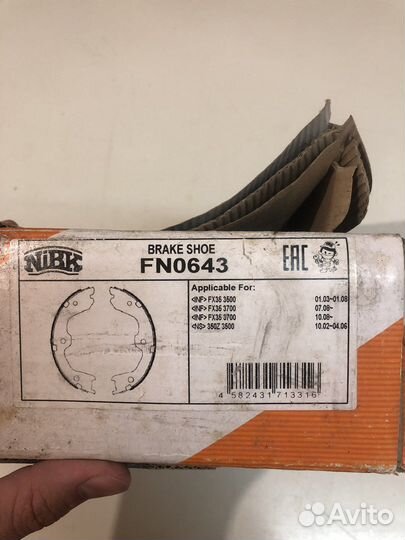 NiBK
BRAKE SHOE
FN0643
EAC
Applicable For:
<INF> FX35 3500 01.03~01.08
<INF> FX35 3700 07.08~
<INF> FX35 3700 10.08~
<NS> 350Z 3500 10.02~04.06
4 582431 713316
Avito